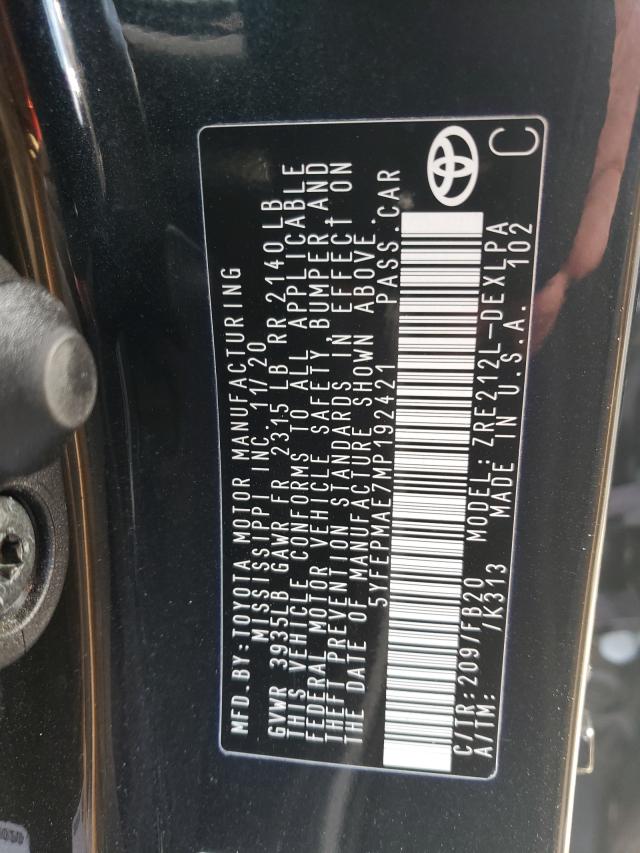 MFD.BY:TOYOTA MOTOR MANUFACTURING
MISSISSIPPI INC. 11/20
GVWR 3935LB GAWR FR 2315 LB RR 2140 LB
THIS VEHICLE CONFORMS TO ALL APPLICABLE
FEDERAL MOTOR VEHICLE SAFETY, BUMPER AND
THEFT PREVENTION STANDARDS IN EFFECT ON
THE DATE OF MANUFACTURE SHOWN ABOVE.
5YFEPMAE7MP192421 PASS.CAR
C/TR:209/FB20 MODEL:ZRE212L-DEXLPA
A/TM: /K313 MADE IN U.S.A. 102
C